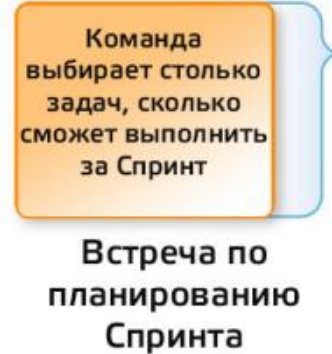 Команда
выбирает столько
задач, сколько
сможет выполнить
за Спринт
Встреча по
планированию
Спринта